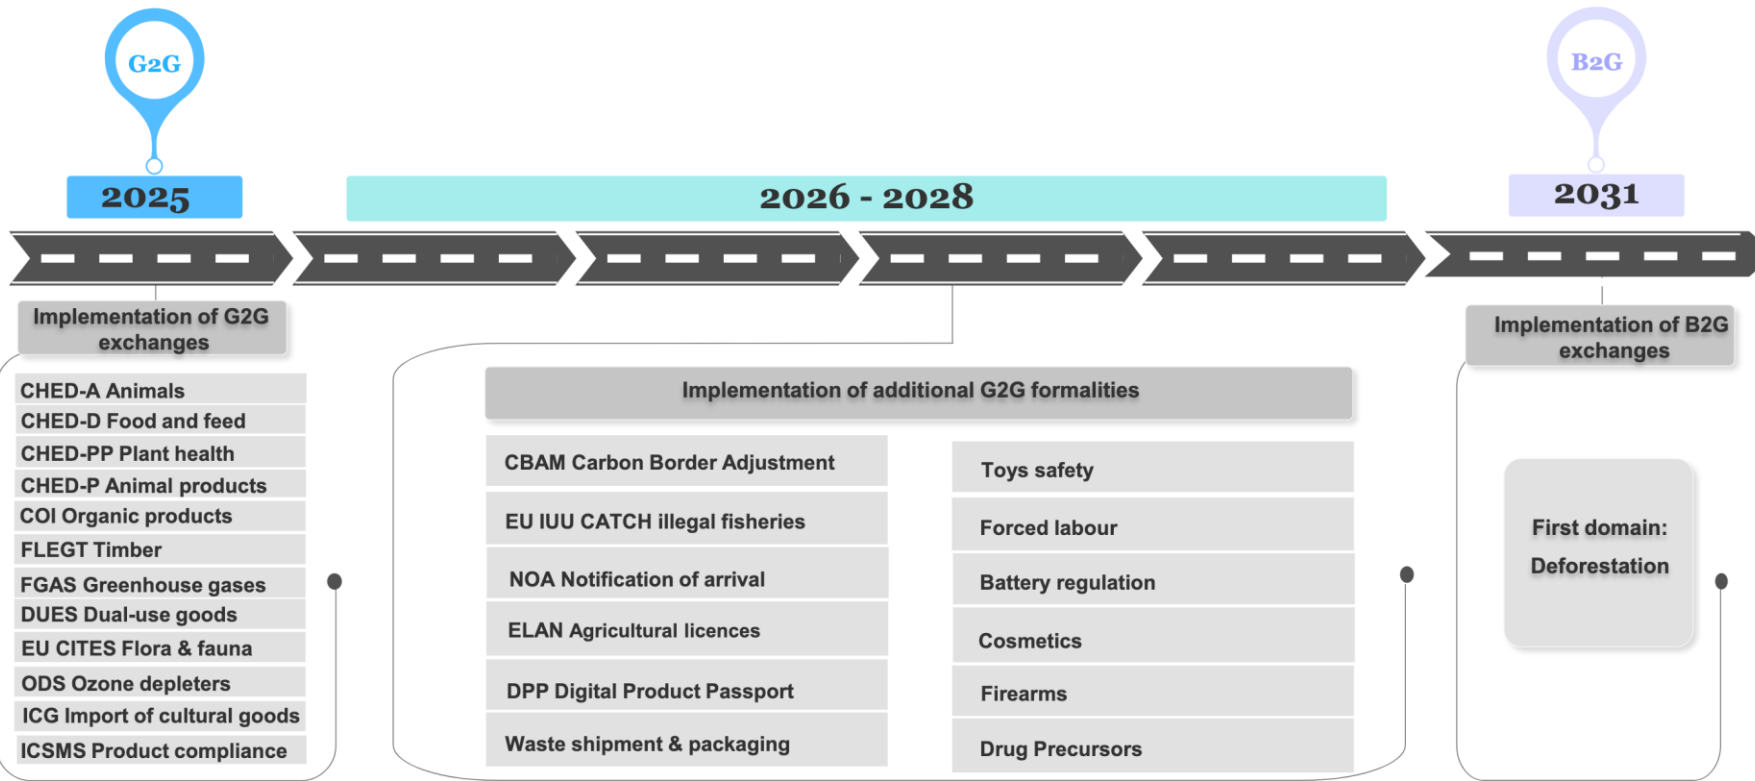 G2G
B2G
2025
2026 - 2028
2031
Implementation of G2G
exchanges
CHED-A Animals
CHED-D Food and feed
CHED-PP Plant health
CHED-P Animal products
COI Organic products
FLEGT Timber
FGAS Greenhouse gases
DUES Dual-use goods
EU CITES Flora & fauna
ODS Ozone depleters
ICG Import of cultural goods
ICSMS Product compliance
Implementation of additional G2G formalities
CBAM Carbon Border Adjustment
EU IUU CATCH illegal fisheries
NOA Notification of arrival
ELAN Agricultural licences
DPP Digital Product Passport
Waste shipment & packaging
Toys safety
Forced labour
Battery regulation
Cosmetics
Firearms
Drug Precursors
Implementation of B2G
exchanges
First domain:
Deforestation